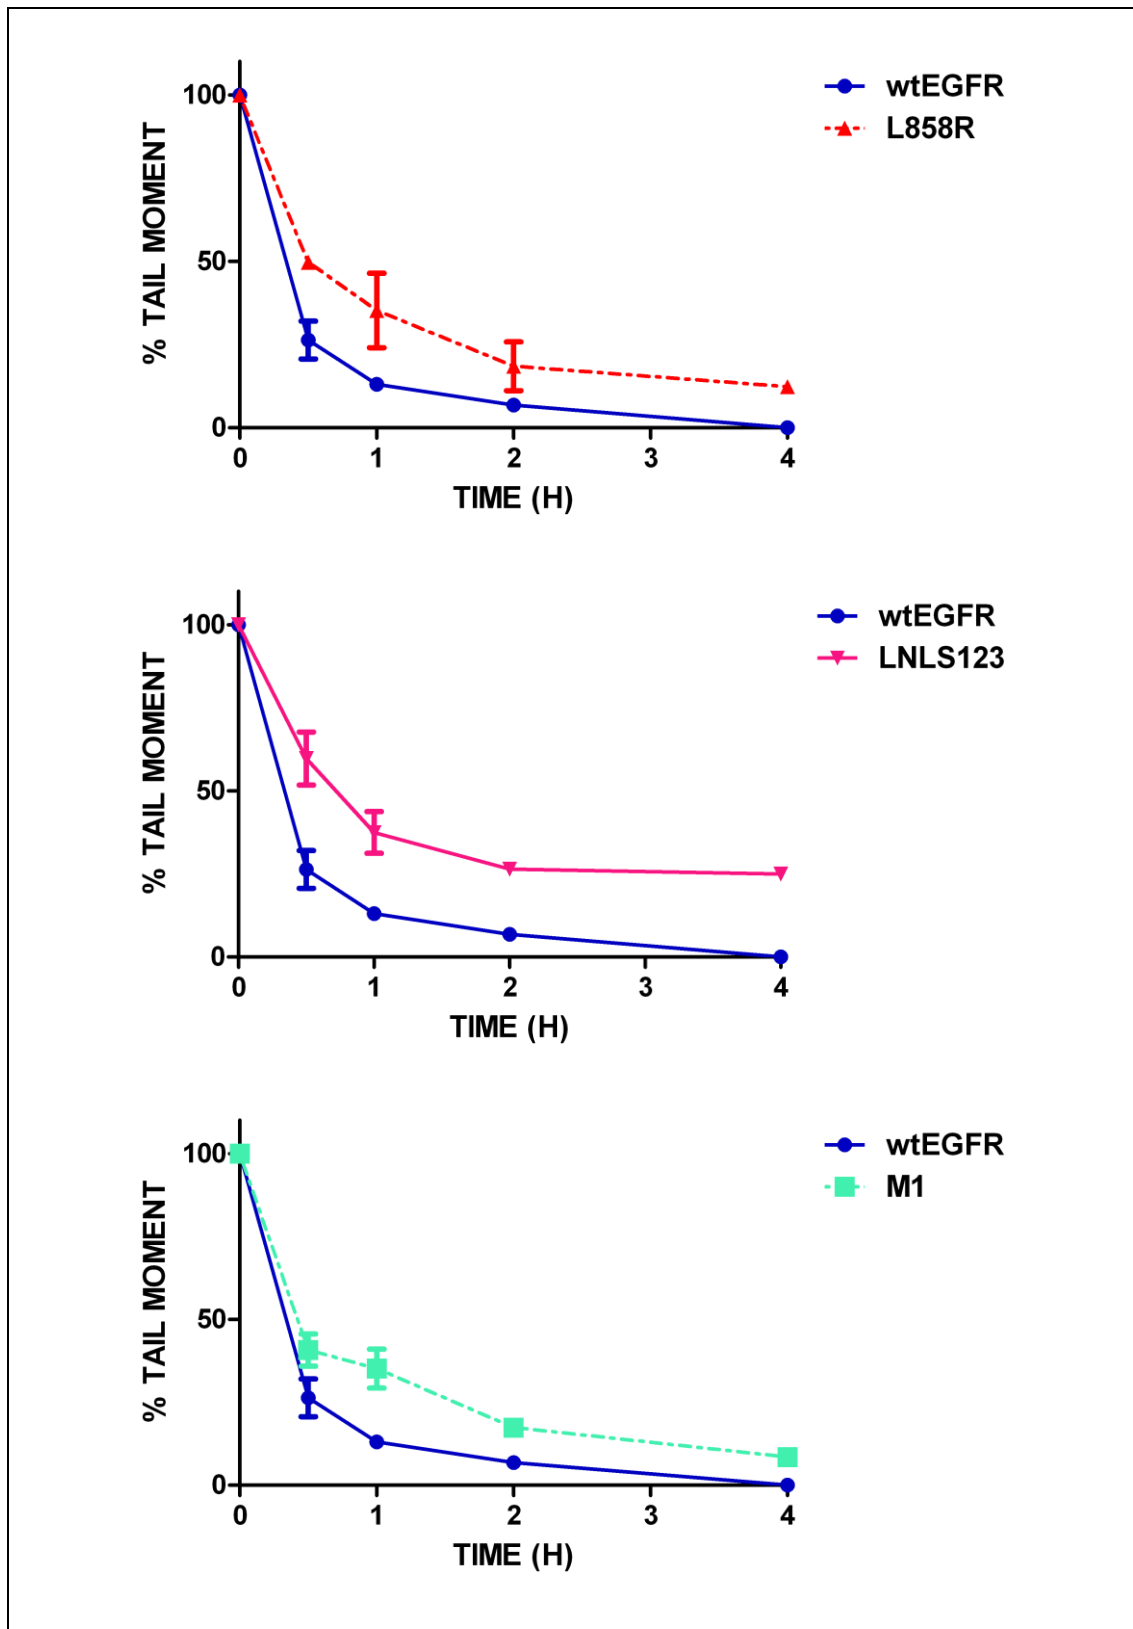 wtEGFR
L858R
% TAIL MOMENT
100
50
0
0 1 2 3 4
TIME (H)
wtEGFR
LNLS123
% TAIL MOMENT
100
50
0
0 1 2 3 4
TIME (H)
wtEGFR
M1
% TAIL MOMENT
100
50
0
0 1 2 3 4
TIME (H)